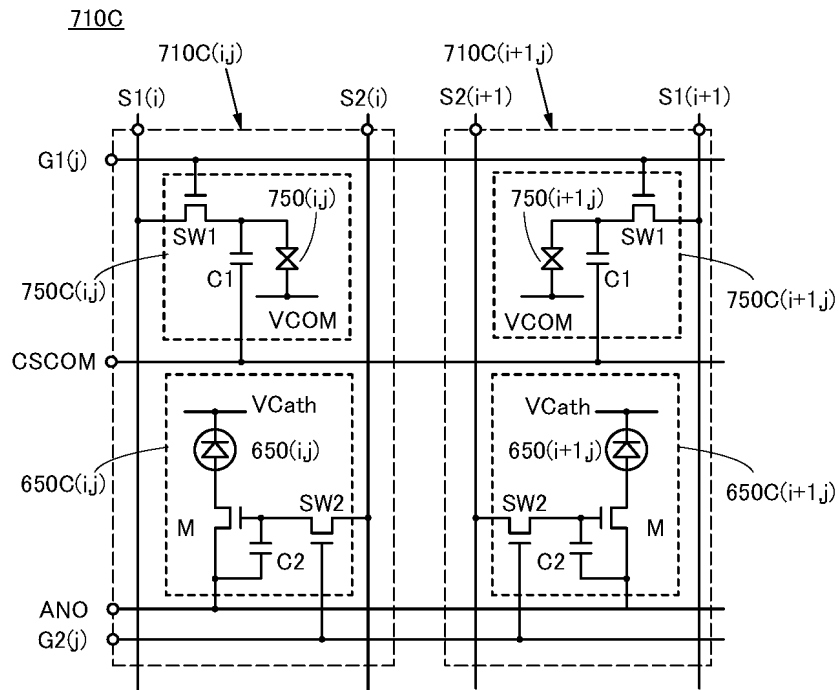 710C
710C(i,j)
710C(i+1,j)
S1(i)
S2(i)
S2(i+1)
S1(i+1)
G1(j)
750(i,j)
750(i+1,j)
SW1
SW1
C1
C1
750C(i,j)
750C(i+1,j)
VCOM
VCOM
CSCOM
VCath
VCath
650(i,j)
650(i+1,j)
650C(i,j)
650C(i+1,j)
SW2
SW2
M
M
C2
C2
ANO
G2(j)